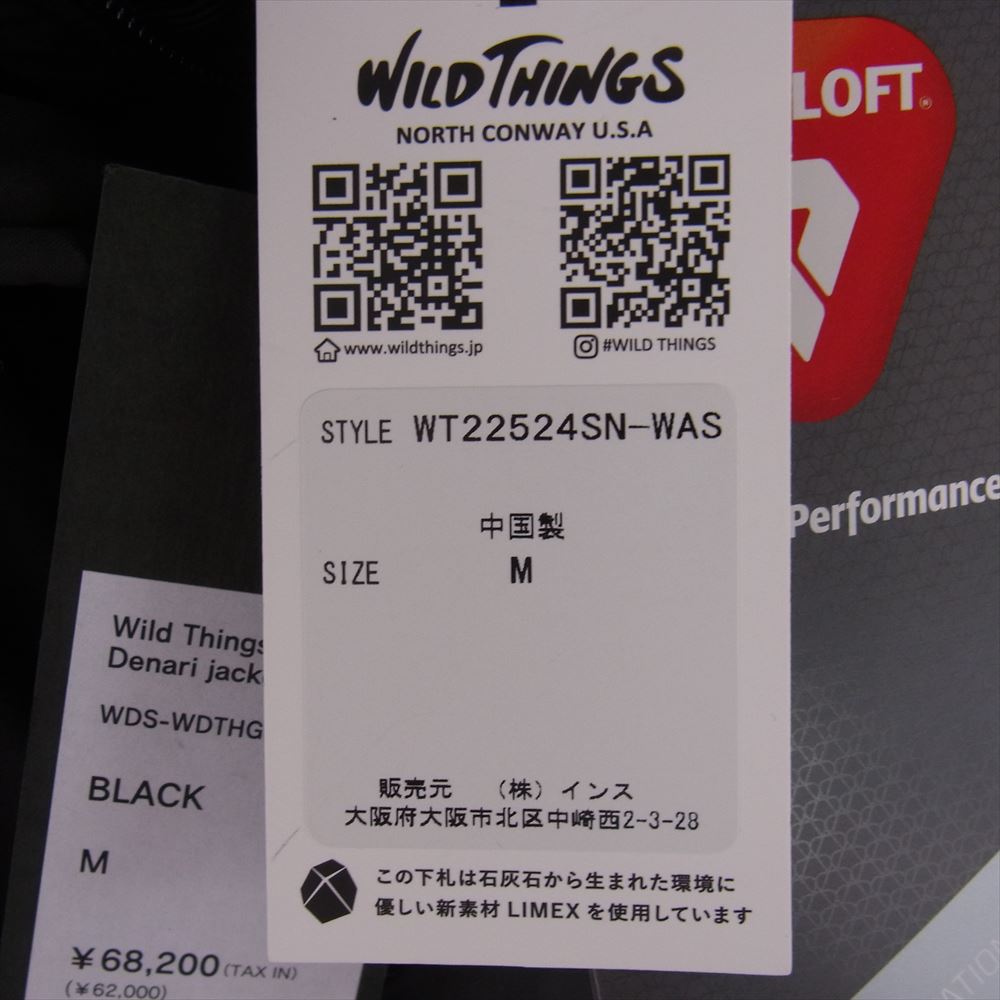 WILD THINGS
NORTH CONWAY U.S.A
www.wildthings.jp
#WILD THINGS
STYLE WT22524SN-WAS
中国製
SIZE M
販売元 （株）インス
大阪府大阪市北区中崎西2-3-28
この下札は石灰石から生まれた環境に
優しい新素材 LIMEX を使用しています
Wild Things
Denari jack
WDS-WDTHG
BLACK
M
¥68,200 (TAX IN)
(¥62,000)
LOFT®
Performance
ATION